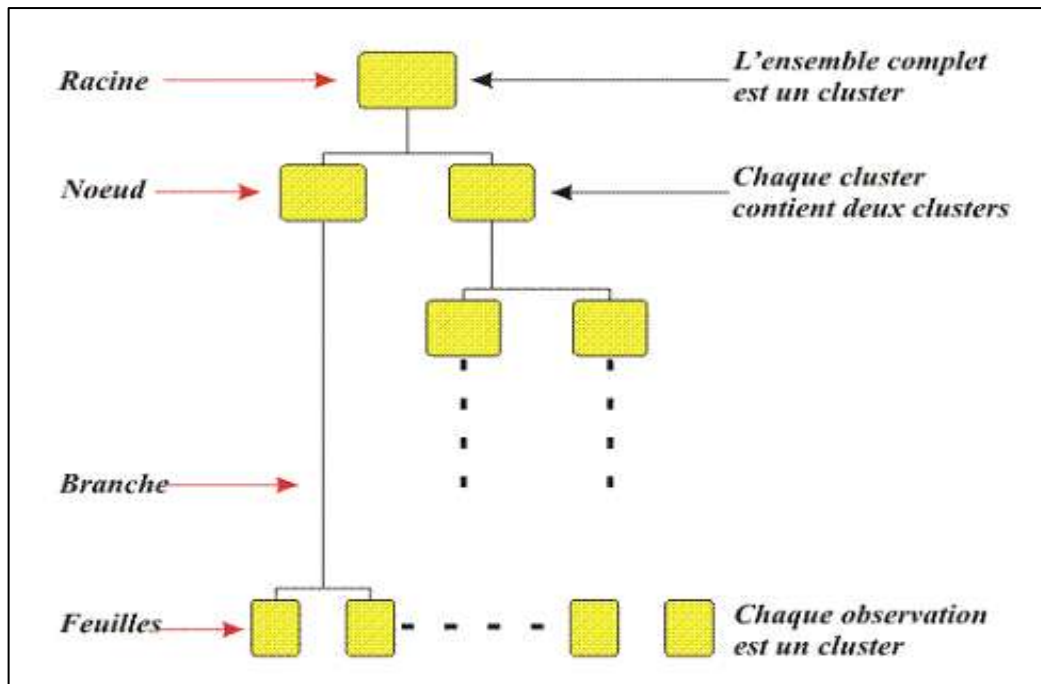 Racine
L'ensemble complet
est un cluster
Noeud
Chaque cluster
contient deux clusters
Branche
Feuilles
Chaque observation
est un cluster